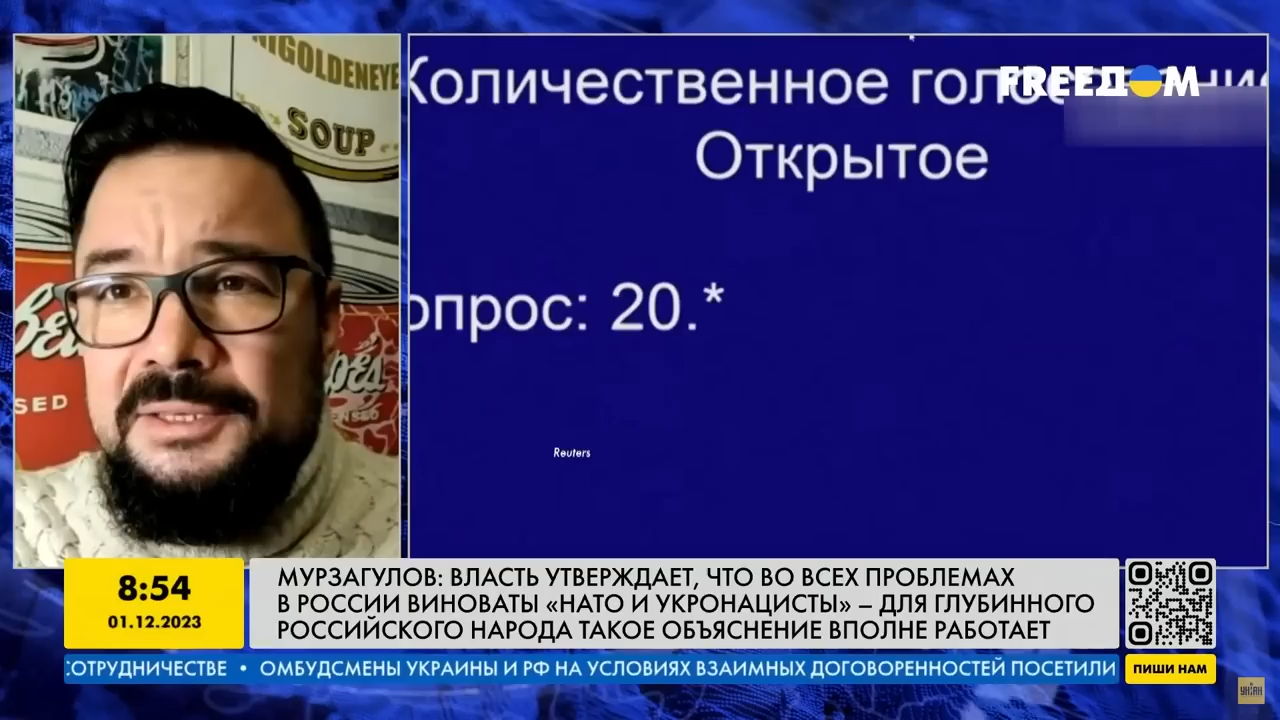 NIGOLDENEYE
SOUP
SED
Количественное
FREEДOM
Открытое
опрос: 20.*
Reuters
8:54
01.12.2023
МУРЗАГУЛОВ: ВЛАСТЬ УТВЕРЖДАЕТ, ЧТО ВО ВСЕХ ПРОБЛЕМАХ
В РОССИИ ВИНОВАТЫ «НАТО И УКРОНАЦИСТЫ» – ДЛЯ ГЛУБИННОГО
РОССИЙСКОГО НАРОДА ТАКОЕ ОБЪЯСНЕНИЕ ВПОЛНЕ РАБОТАЕТ
СОТРУДНИЧЕСТВЕ • ОМБУДСМЕНЫ УКРАИНЫ И РФ НА УСЛОВИЯХ ВЗАИМНЫХ ДОГОВОРЕННОСТЕЙ ПОСЕТИЛИ
ПИШИ НАМ
УНІАН